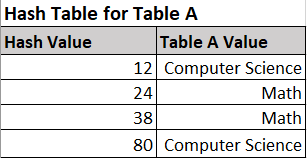 Hash Table for Table A
Hash Value Table A Value
12 Computer Science
24 Math
38 Math
80 Computer Science